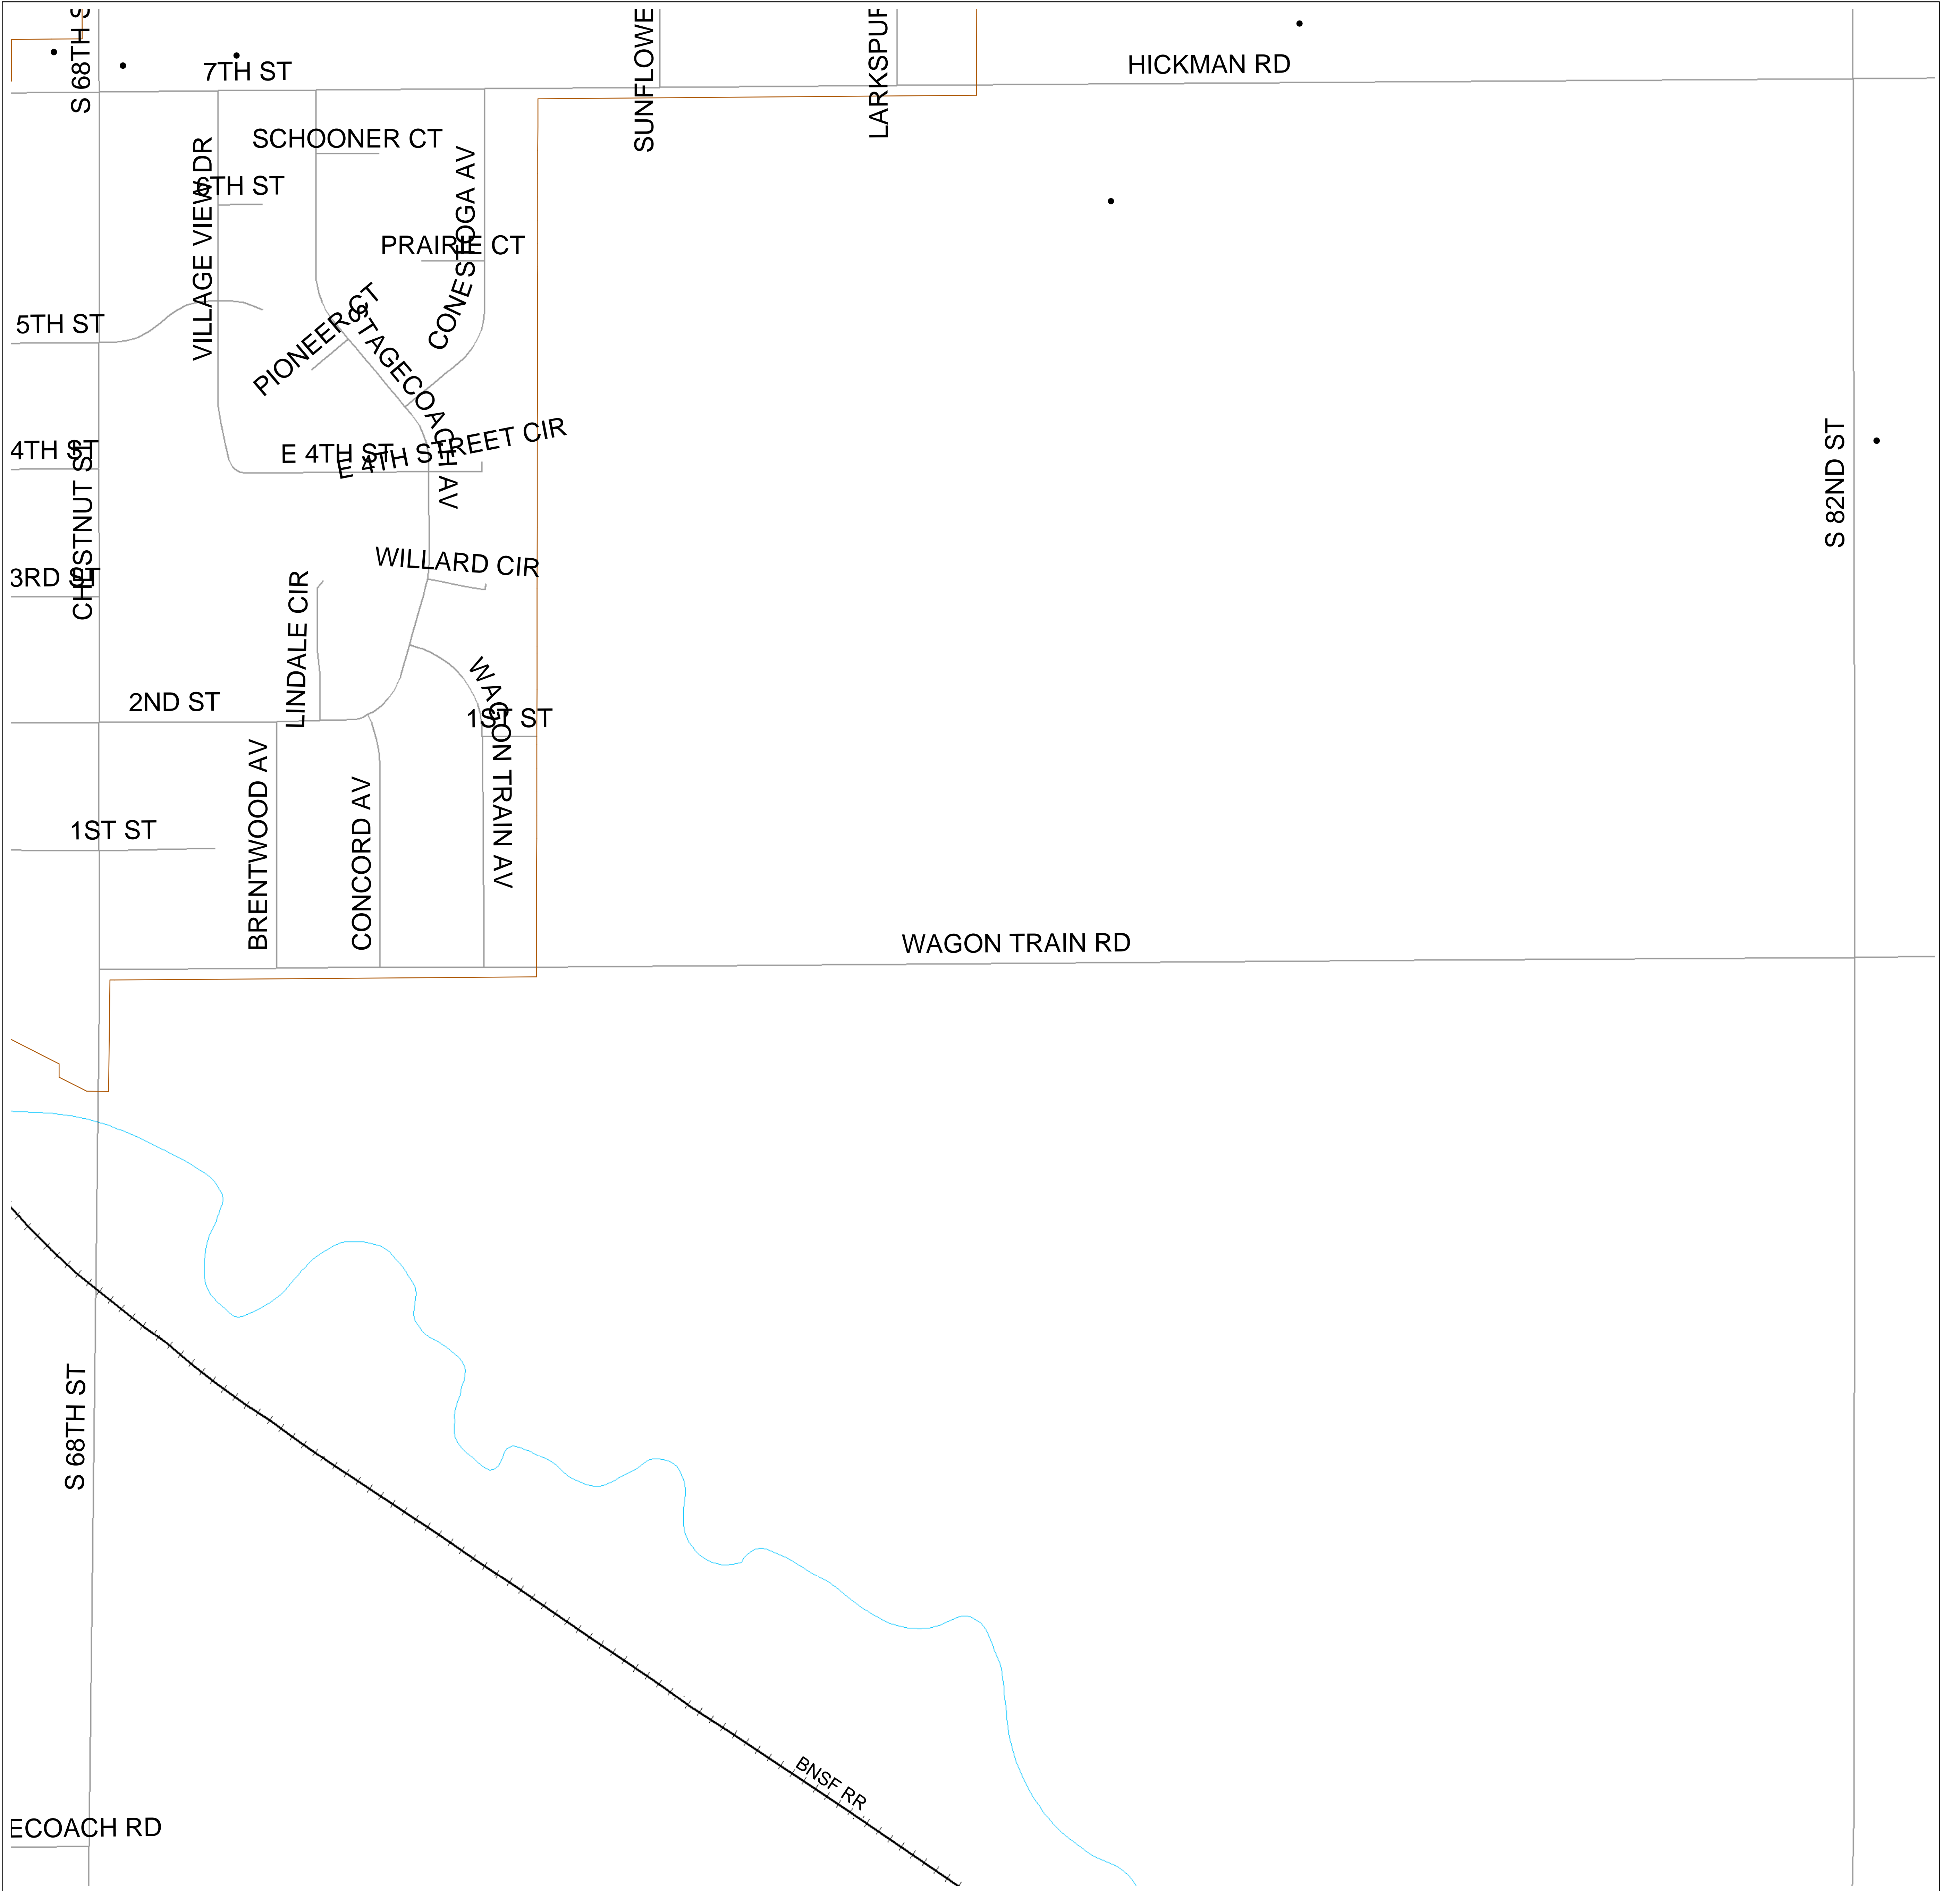 S 68TH S
7TH ST
SUNFLOWE
LARKSPUR
HICKMAN RD
SCHOONER CT
VILLAGE VIEW DR
6TH ST
CONESTOGA AV
PRAIRIE CT
PIONEER CT
STAGECOACH AV
5TH ST
4TH ST
CHESTNUT ST
E 4TH ST
E 4TH STREET CIR
S 82ND ST
3RD ST
WILLARD CIR
LINDALE CIR
2ND ST
WAGON TRAIN AV
1ST ST
BRENTWOOD AV
CONCORD AV
1ST ST
WAGON TRAIN RD
S 68TH ST
BNSF RR
ECOACH RD